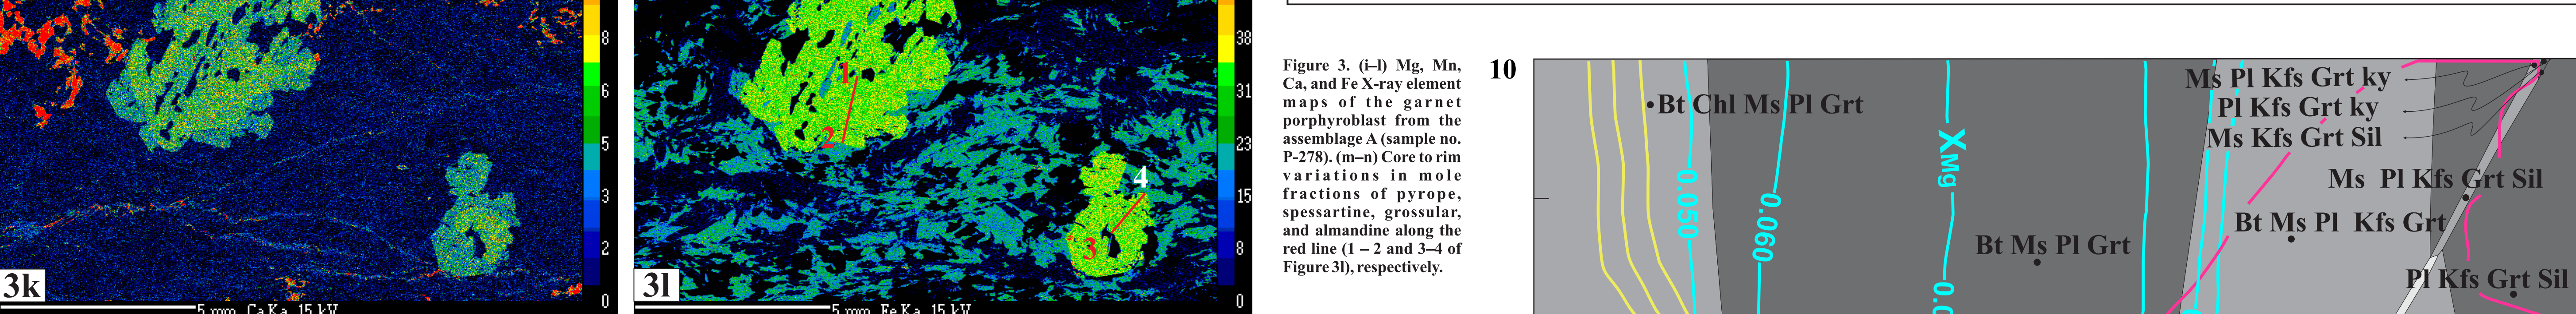 8
6
5
3
2
0
3k
5 mm Ca Ka 15 kV
38
31
23
15
8
0
1
2
3
4
3l
5 mm Fe Ka 15 kV
Figure 3. (i–l) Mg, Mn,
Ca, and Fe X-ray element
maps of the garnet
porphyroblast from the
assemblage A (sample no.
P-278). (m–n) Core to rim
variations in mole
fractions of pyrope,
spessartine, grossular,
and almandine along the
red line (1 – 2 and 3–4 of
Figure 3l), respectively.
10
Bt Chl Ms Pl Grt
0.050
0.060
XMg
Bt Ms Pl Grt
Ms Pl Kfs Grt ky
Pl Kfs Grt ky
Ms Kfs Grt Sil
Ms Pl Kfs Grt Sil
Bt Ms Pl Kfs Grt
Pl Kfs Grt Sil